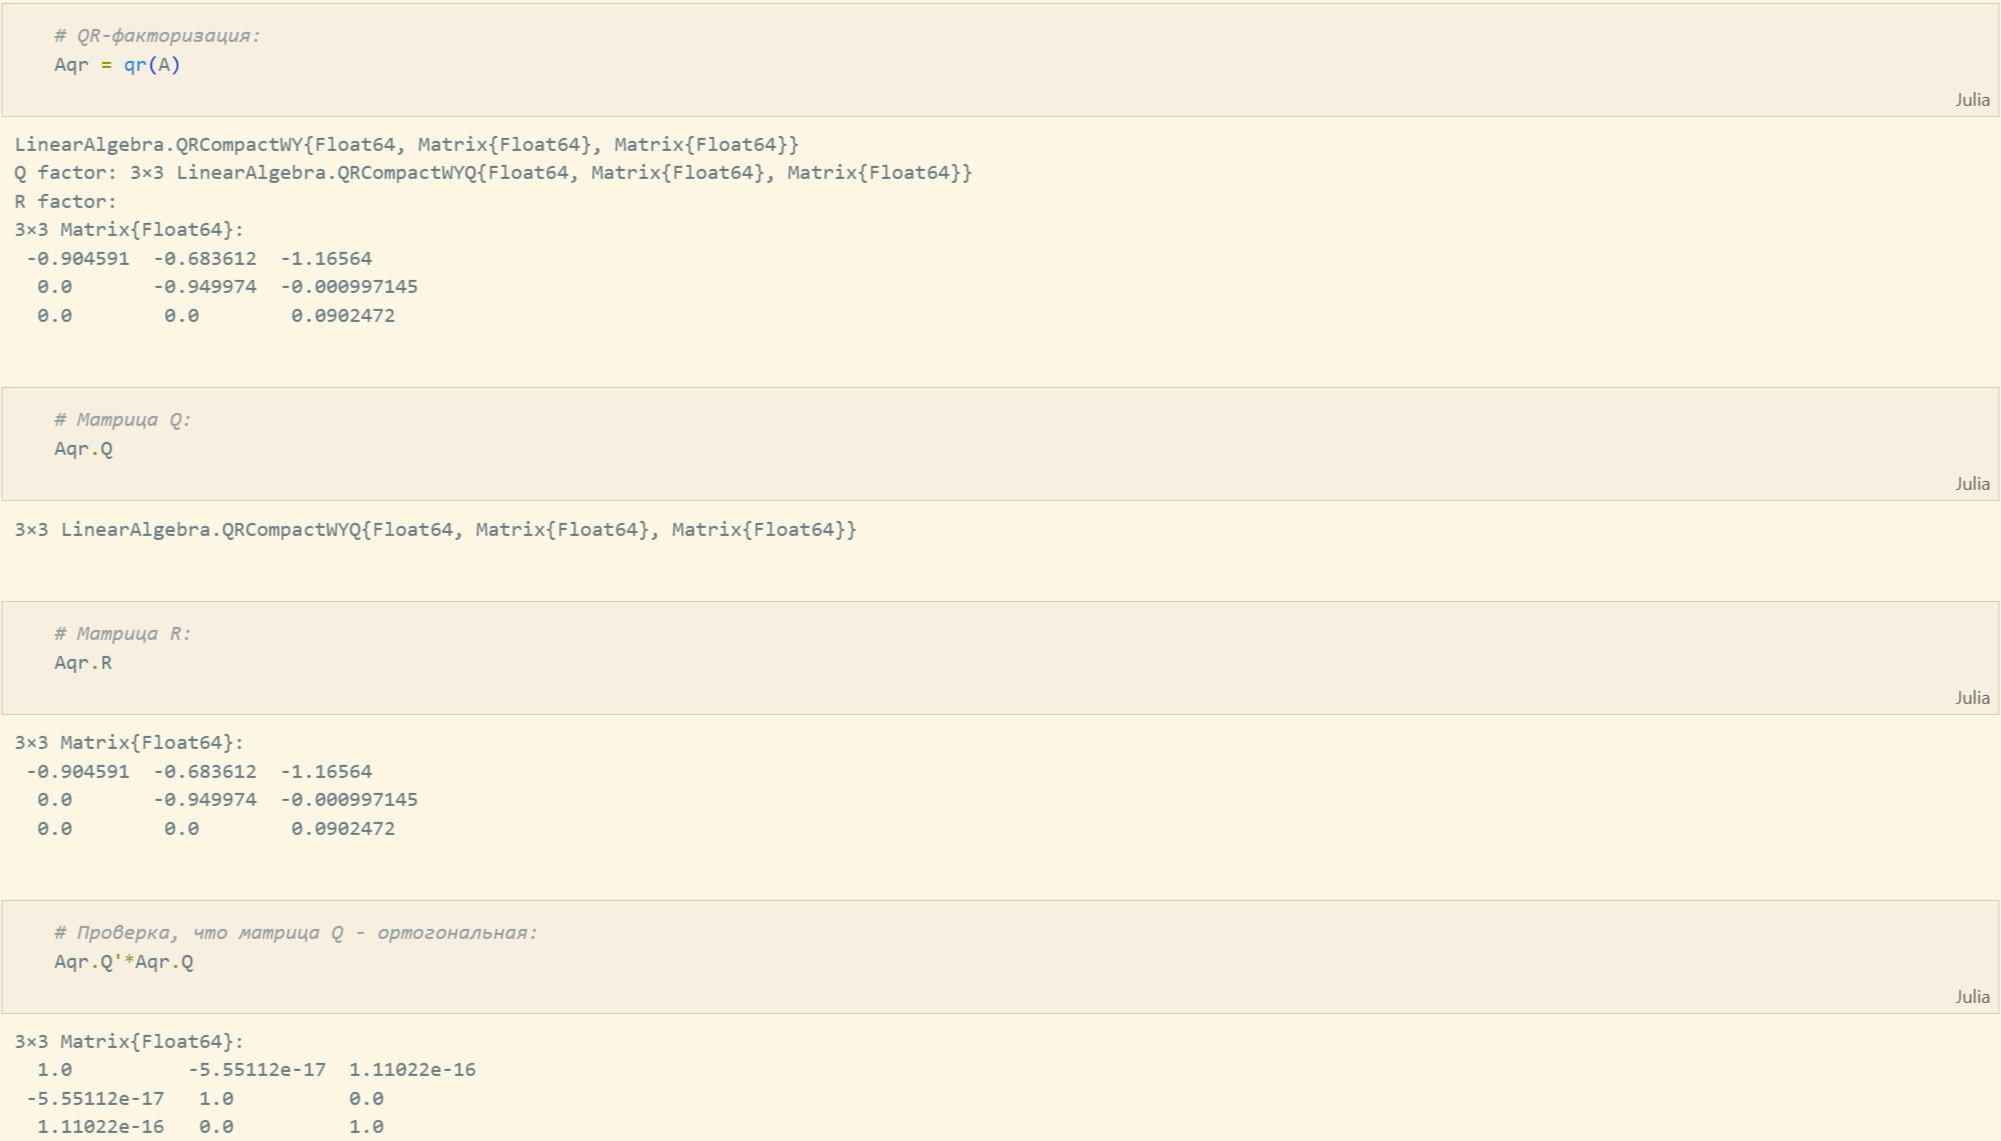 # QR-факторизация:
Aqr = qr(A)
Julia
LinearAlgebra.QRCompactWY{Float64, Matrix{Float64}, Matrix{Float64}}
Q factor: 3×3 LinearAlgebra.QRCompactWYQ{Float64, Matrix{Float64}, Matrix{Float64}}
R factor:
3×3 Matrix{Float64}:
 -0.904591  -0.683612  -1.16564
  0.0       -0.949974  -0.000997145
  0.0        0.0        0.0902472
# Матрица Q:
Aqr.Q
Julia
3×3 LinearAlgebra.QRCompactWYQ{Float64, Matrix{Float64}, Matrix{Float64}}
# Матрица R:
Aqr.R
Julia
3×3 Matrix{Float64}:
 -0.904591  -0.683612  -1.16564
  0.0       -0.949974  -0.000997145
  0.0        0.0        0.0902472
# Проверка, что матрица Q - ортогональная:
Aqr.Q'*Aqr.Q
Julia
3×3 Matrix{Float64}:
  1.0          -5.55112e-17  1.11022e-16
 -5.55112e-17   1.0          0.0
  1.11022e-16   0.0          1.0